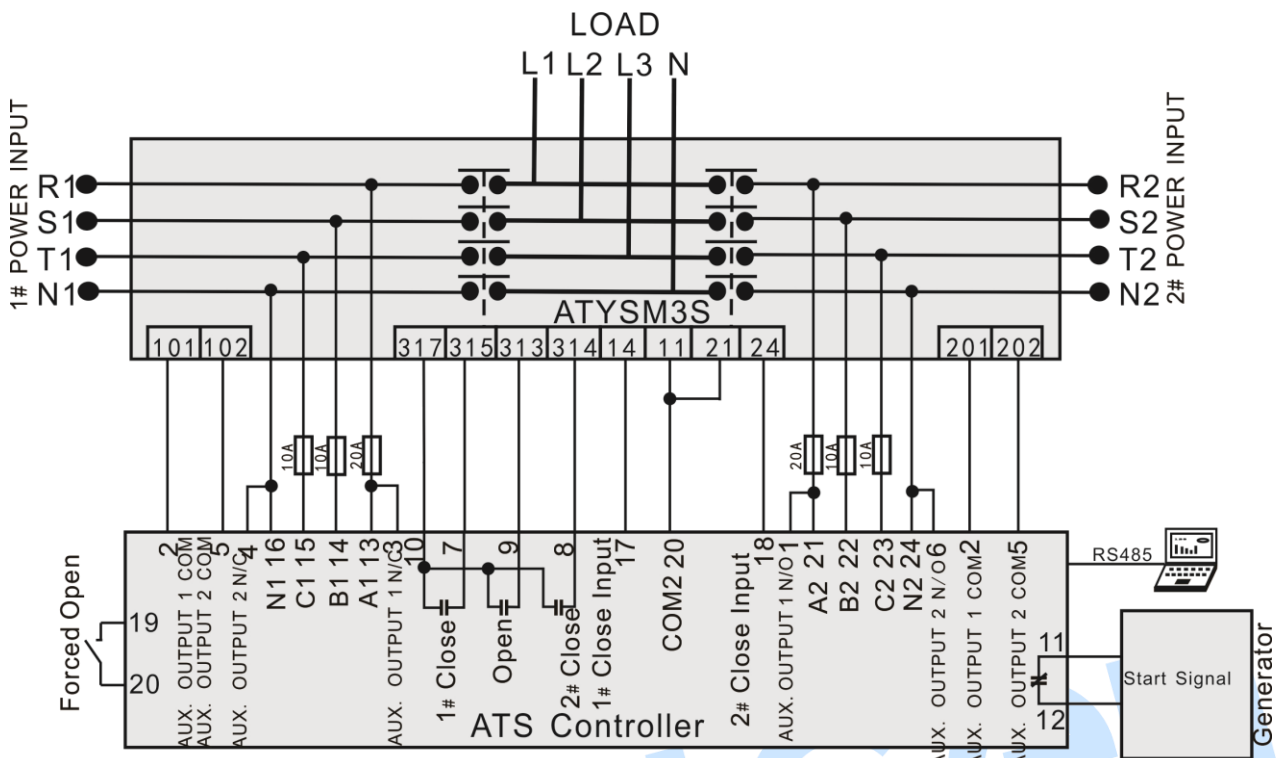 LOAD
L1 L2 L3 N
1# POWER INPUT
R1
S1
T1
N1
R2
S2
T2
N2
2# POWER INPUT
ATYSM3S
101 102
317 315 313 314 14 11 21 24
201 202
10A
10A
20A
20A
10A
10A
Forced Open
19
20
2
AUX. OUTPUT 1 COM
5
AUX. OUTPUT 2 COM
4
AUX. OUTPUT 2 N/C
N1 16
C1 15
B1 14
A1 13
3
AUX. OUTPUT 1 N/C
10
7
1# Close
9
Open
8
2# Close
17
1# Close Input
COM2 20
18
2# Close Input
AUX. OUTPUT 1 N/O 1
A2 21
B2 22
C2 23
N2 24
AUX. OUTPUT 2 N/O 6
AUX. OUTPUT 1 COM 2
AUX. OUTPUT 2 COM 5
ATS Controller
RS485
11
12
Start Signal
Generator